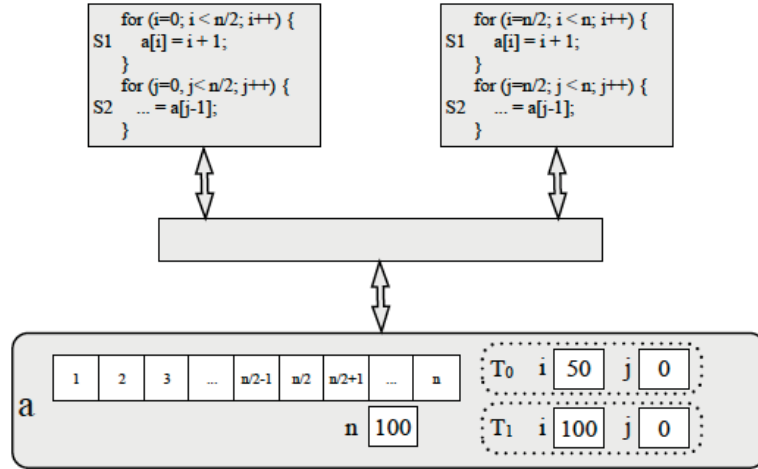 for (i=0; i < n/2; i++) {
S1 a[i] = i + 1;
}
for (j=0, j< n/2; j++) {
S2 ... = a[j-1];
}
for (i=n/2; i < n; i++) {
S1 a[i] = i + 1;
}
for (j=n/2; j < n; j++) {
S2 ... = a[j-1];
}
a
1 2 3 ... n/2-1 n/2 n/2+1 ... n
n 100
T0 i 50 j 0
T1 i 100 j 0